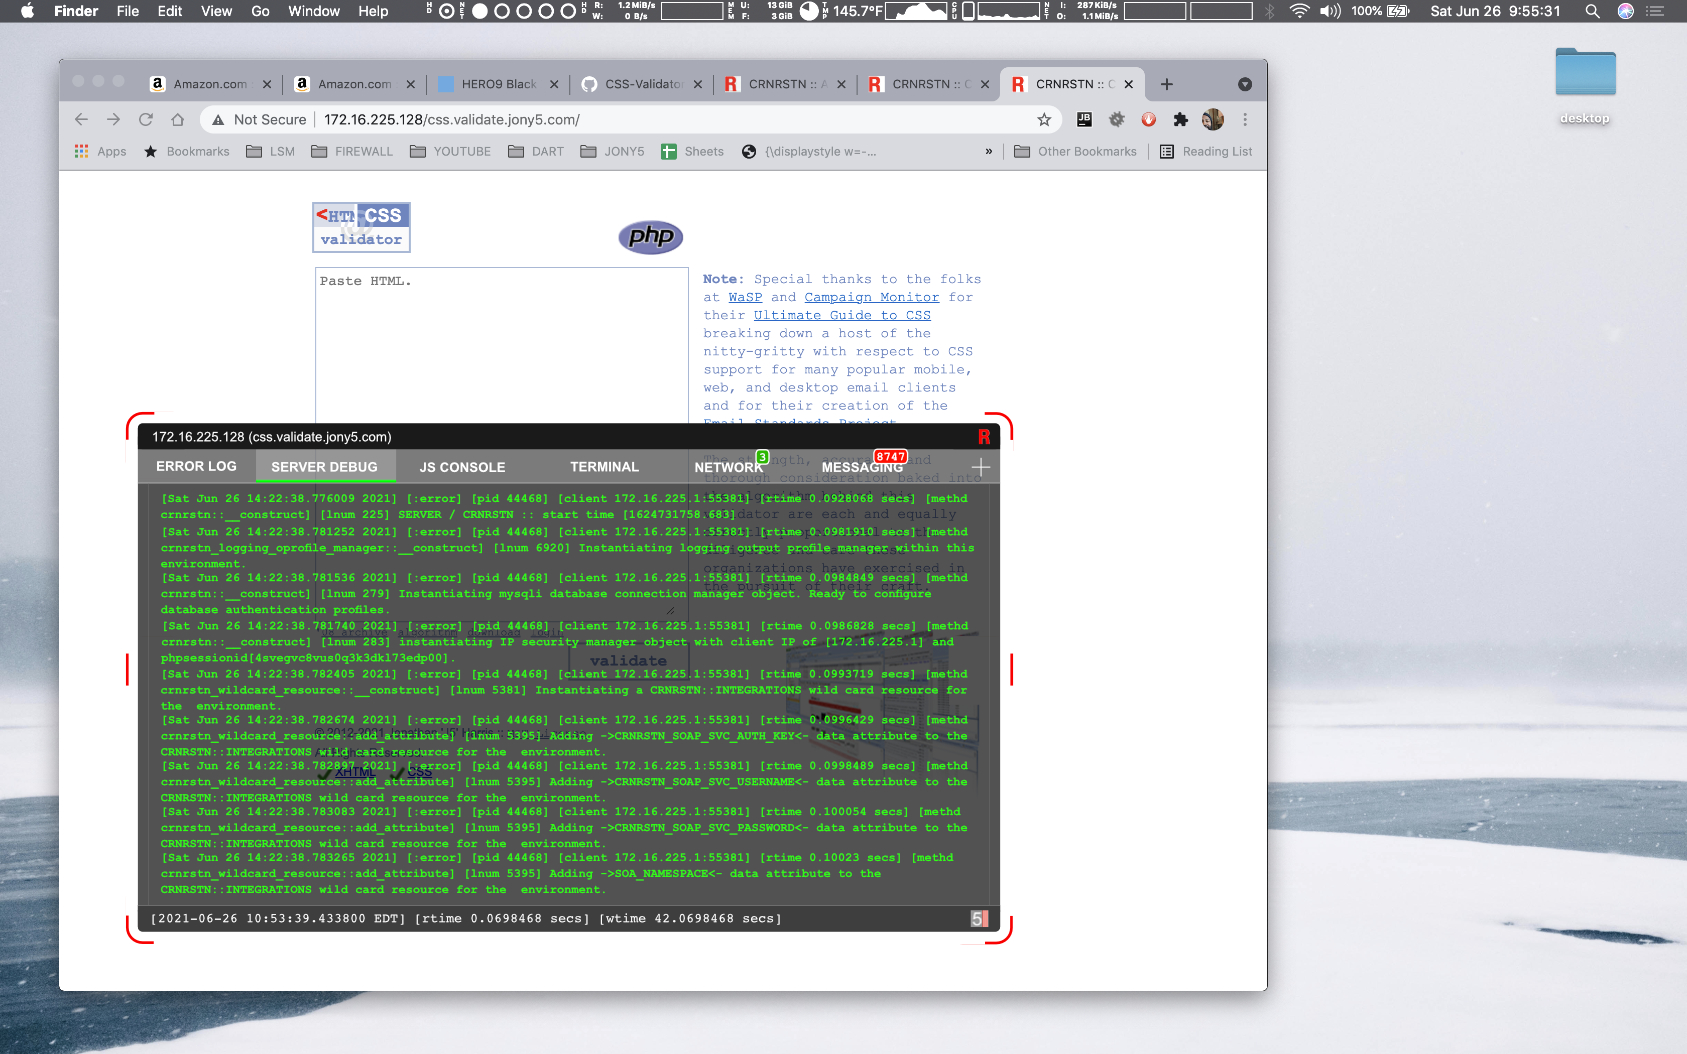 Finder File Edit View Go Window Help
R: 1.2MiB/s
W: 0 B/s
U: 13GiB
F: 3GiB
145.7°F
I: 287KiB/s
O: 1.1MiB/s
100%
Sat Jun 26 9:55:31
desktop
Amazon.com
Amazon.com
HERO9 Black
CSS-Validator
CRNRSTN :: A
CRNRSTN :: C
CRNRSTN :: C
Not Secure 172.16.225.128/css.validate.jony5.com/
JB
Apps Bookmarks LSM FIREWALL YOUTUBE DART JONY5 Sheets {\displaystyle w=-... » Other Bookmarks Reading List
<HTM CSS
validator
php
Paste HTML.
Note: Special thanks to the folks
at WaSP and Campaign Monitor for
their Ultimate Guide to CSS
breaking down a host of the
nitty-gritty with respect to CSS
support for many popular mobile,
web, and desktop email clients
and for their creation of the
Email Standards Project
172.16.225.128 (css.validate.jony5.com)
R
ERROR LOG SERVER DEBUG JS CONSOLE TERMINAL NETWORK 3 MESSAGING 8747
[Sat Jun 26 14:22:38.776009 2021] [:error] [pid 44468] [client 172.16.225.1:55381] [rtime 0.0928068 secs] [methd
crnrstn::__construct] [lnum 225] SERVER / CRNRSTN :: start time [1624731758.683]
[Sat Jun 26 14:22:38.781252 2021] [:error] [pid 44468] [client 172.16.225.1:55381] [rtime 0.0981910 secs] [methd
crnrstn_logging_oprofile_manager::__construct] [lnum 6920] Instantiating logging output profile manager within this
environment.
[Sat Jun 26 14:22:38.781536 2021] [:error] [pid 44468] [client 172.16.225.1:55381] [rtime 0.0984849 secs] [methd
crnrstn::__construct] [lnum 279] Instantiating mysqli database connection manager object. Ready to configure
database authentication profiles.
[Sat Jun 26 14:22:38.781740 2021] [:error] [pid 44468] [client 172.16.225.1:55381] [rtime 0.0986828 secs] [methd
crnrstn::__construct] [lnum 283] instantiating IP security manager object with client IP of [172.16.225.1] and
phpsessionid[4svegvc8vus0q3k3dkl73edp00].
validate
[Sat Jun 26 14:22:38.782405 2021] [:error] [pid 44468] [client 172.16.225.1:55381] [rtime 0.0993719 secs] [methd
crnrstn_wildcard_resource::__construct] [lnum 5381] Instantiating a CRNRSTN::INTEGRATIONS wild card resource for
the  environment.
[Sat Jun 26 14:22:38.782674 2021] [:error] [pid 44468] [client 172.16.225.1:55381] [rtime 0.0996429 secs] [methd
crnrstn_wildcard_resource::add_attribute] [lnum 5395] Adding ->CRNRSTN_SOAP_SVC_AUTH_KEY<- data attribute to the
CRNRSTN::INTEGRATIONS wild card resource for the  environment.
[Sat Jun 26 14:22:38.782897 2021] [:error] [pid 44468] [client 172.16.225.1:55381] [rtime 0.0998489 secs] [methd
XHTML CSS
crnrstn_wildcard_resource::add_attribute] [lnum 5395] Adding ->CRNRSTN_SOAP_SVC_USERNAME<- data attribute to the
CRNRSTN::INTEGRATIONS wild card resource for the  environment.
[Sat Jun 26 14:22:38.783083 2021] [:error] [pid 44468] [client 172.16.225.1:55381] [rtime 0.100054 secs] [methd
crnrstn_wildcard_resource::add_attribute] [lnum 5395] Adding ->CRNRSTN_SOAP_SVC_PASSWORD<- data attribute to the
CRNRSTN::INTEGRATIONS wild card resource for the  environment.
[Sat Jun 26 14:22:38.783265 2021] [:error] [pid 44468] [client 172.16.225.1:55381] [rtime 0.10023 secs] [methd
crnrstn_wildcard_resource::add_attribute] [lnum 5395] Adding ->SOA_NAMESPACE<- data attribute to the
CRNRSTN::INTEGRATIONS wild card resource for the  environment.
[2021-06-26 10:53:39.433800 EDT] [rtime 0.0698468 secs] [wtime 42.0698468 secs]
5